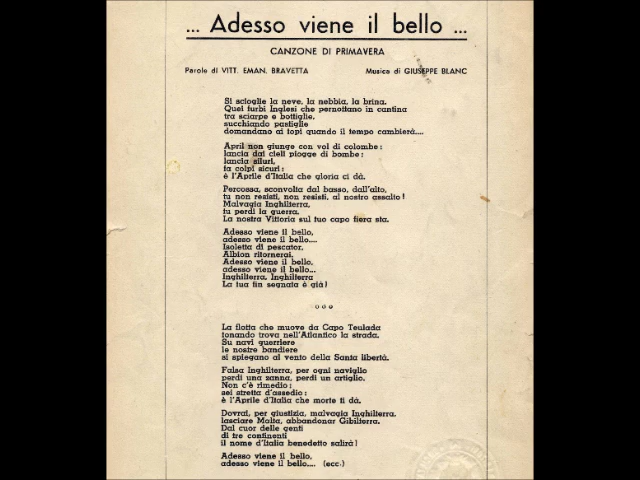 ... Adesso viene il bello ...
CANZONE DI PRIMAVERA
Parole di VITT. EMAN. BRAVETTA Musica di GIUSEPPE BLANC
Si scioglie la neve, la nebbia, la brina.
Quei furbi Inglesi che pernottano in cantina
tra sciarpe e bottiglie,
succhiando pastiglie
domandano ai topi quando il tempo cambierà....
April non giunge con vol di colombe:
lancia dai cieli piogge di bombe:
lancia siluri,
fa colpi sicuri:
è l'Aprile d'Italia che gloria ci dà.
Percossa, sconvolta dal basso, dall'alto,
tu non resisti, non resisti, al nostro assalto!
Malvagia Inghilterra,
tu perdi la guerra.
La nostra Vittoria sul tuo capo fiera sta.
Adesso viene il bello,
adesso viene il bello....
Isoletta di pescator,
Albion ritornerai.
Adesso viene il bello,
adesso viene il bello...
Inghilterra, Inghilterra
La tua fin segnata è già!
o o o
La flotta che muove da Capo Teulada
tonando trova nell'Atlantico la strada.
Su navi guerriere
le nostre bandiere
si spiegano al vento della Santa libertà.
Falsa Inghilterra, per ogni naviglio
perdi una zanna, perdi un artiglio.
Non c'è rimedio:
sei stretta d'assedio:
è l'Aprile d'Italia che morte ti dà.
Dovrai, per giustizia, malvagia Inghilterra.
lasciare Malta, abbandonar Gibilterra.
Dal cuor delle genti
di tre continenti
il nome d'Italia benedetto salirà!
Adesso viene il bello,
adesso viene il bello.... (ecc.)